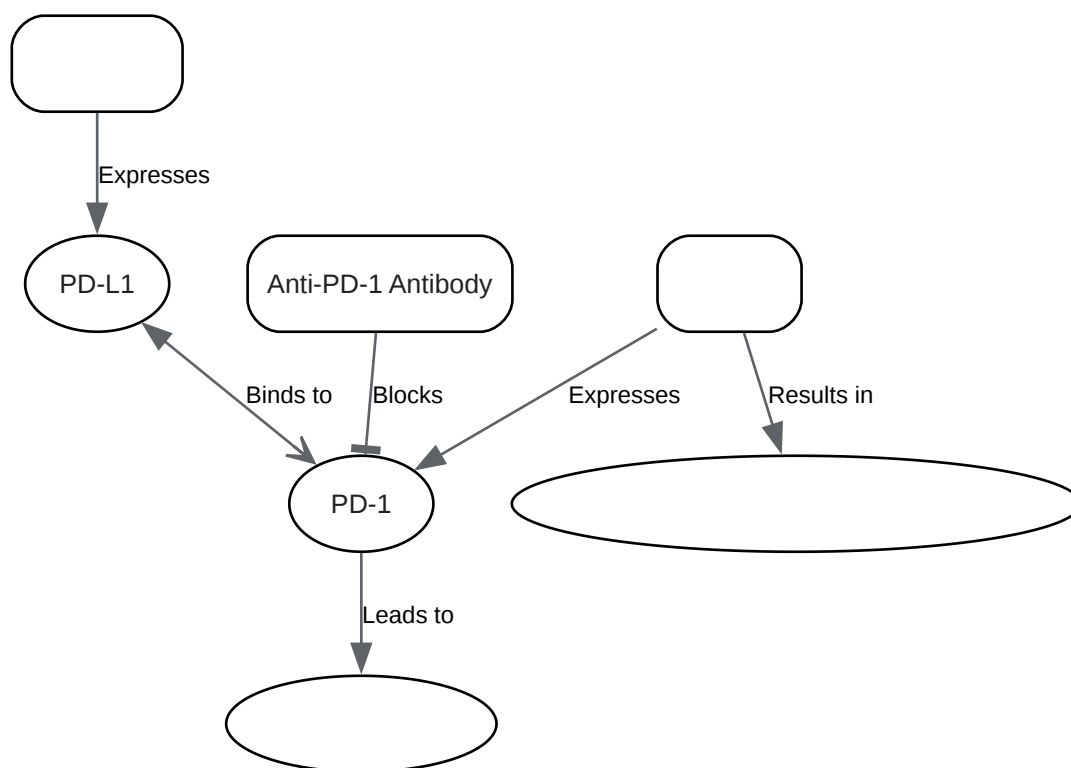 Expresses
PD-L1
Anti-PD-1 Antibody
Binds to
Blocks
Expresses
Results in
PD-1
Leads to